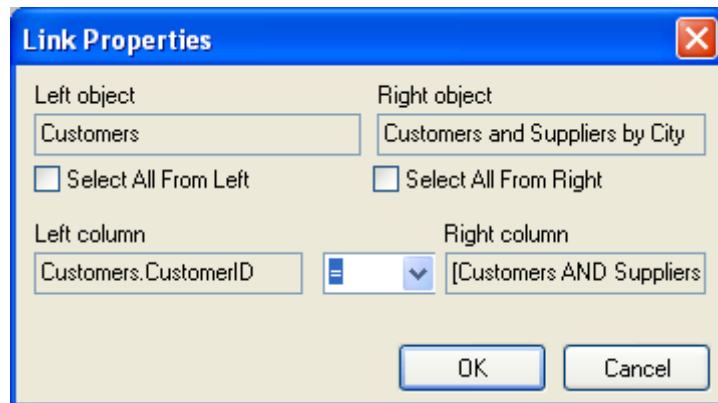 Link Properties
Left object Right object
Customers Customers and Suppliers by City
Select All From Left Select All From Right
Left column Right column
Customers.CustomerID = [Customers AND Suppliers
OK Cancel